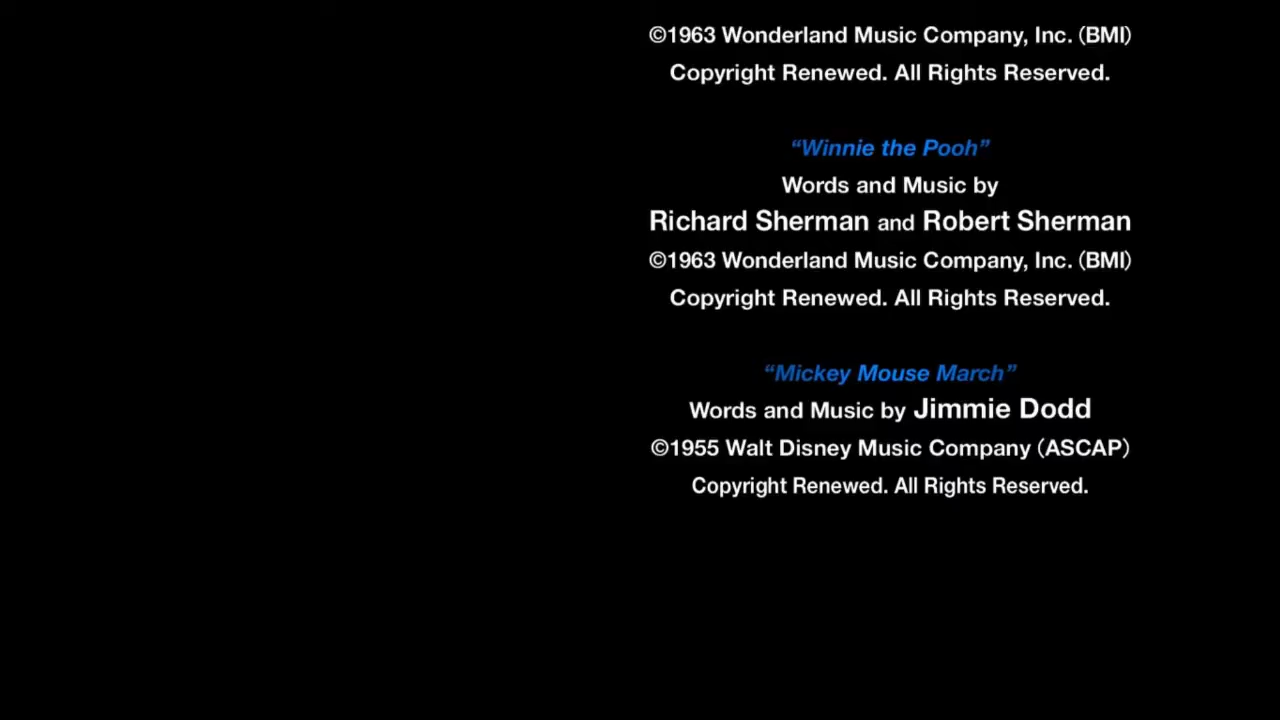 ©1963 Wonderland Music Company, Inc. (BMI)
Copyright Renewed. All Rights Reserved.
“Winnie the Pooh”
Words and Music by
Richard Sherman and Robert Sherman
©1963 Wonderland Music Company, Inc. (BMI)
Copyright Renewed. All Rights Reserved.
“Mickey Mouse March”
Words and Music by Jimmie Dodd
©1955 Walt Disney Music Company (ASCAP)
Copyright Renewed. All Rights Reserved.